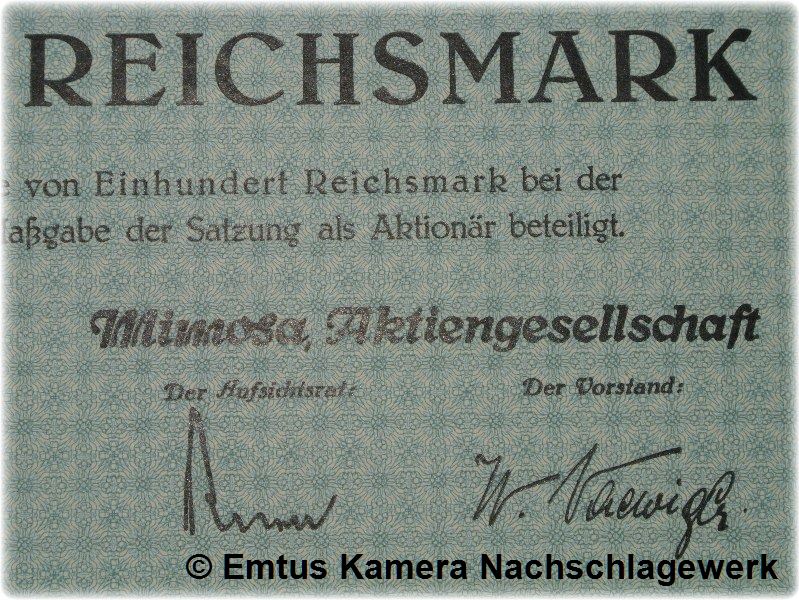 REICHSMARK
von Einhundert Reichsmark bei der
aßgabe der Satzung als Aktionär beteiligt.
Mimosa, Aktiengesellschaft
Der Aufsichtsrat: Der Vorstand:
W.
© Emtus Kamera Nachschlagewerk